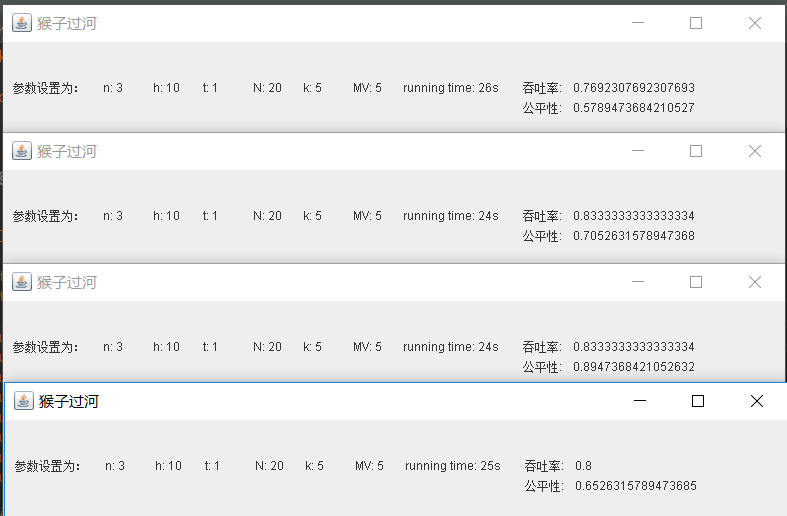 猴子过河
参数设置为： n: 3 h: 10 t: 1 N: 20 k: 5 MV: 5 running time: 26s 吞吐率: 0.7692307692307693
公平性: 0.5789473684210527
猴子过河
参数设置为： n: 3 h: 10 t: 1 N: 20 k: 5 MV: 5 running time: 24s 吞吐率: 0.8333333333333334
公平性: 0.7052631578947368
猴子过河
参数设置为： n: 3 h: 10 t: 1 N: 20 k: 5 MV: 5 running time: 24s 吞吐率: 0.8333333333333334
公平性: 0.8947368421052632
猴子过河
参数设置为： n: 3 h: 10 t: 1 N: 20 k: 5 MV: 5 running time: 25s 吞吐率: 0.8
公平性: 0.6526315789473685